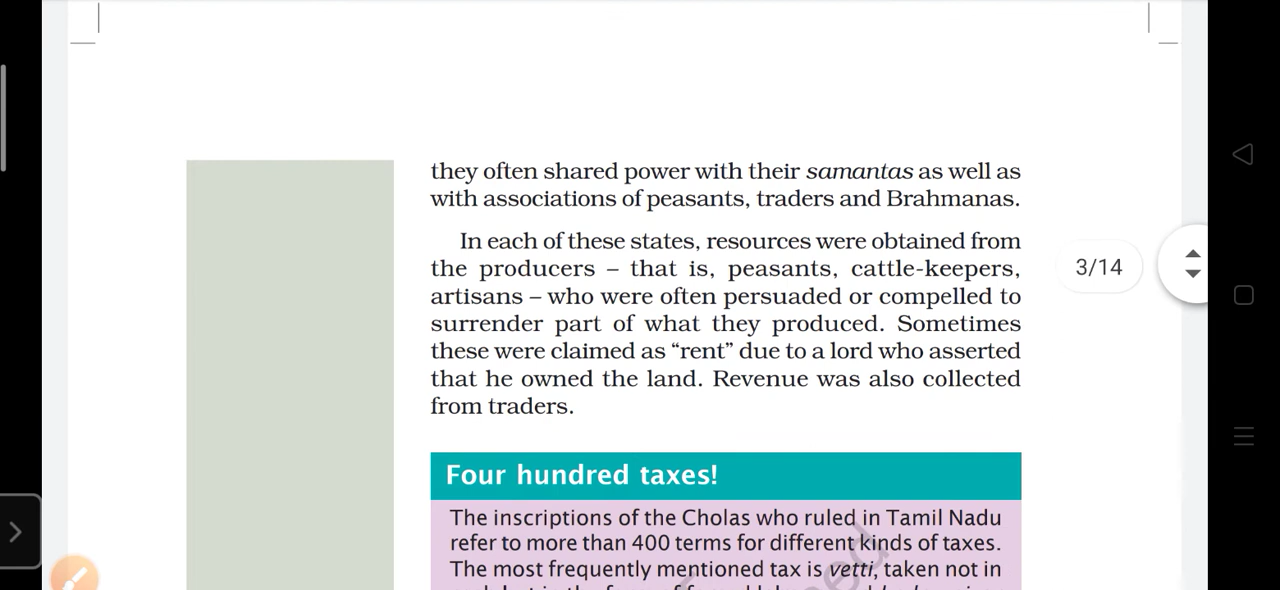 they often shared power with their samantas as well as
with associations of peasants, traders and Brahmanas.
In each of these states, resources were obtained from
the producers – that is, peasants, cattle-keepers,
artisans – who were often persuaded or compelled to
surrender part of what they produced. Sometimes
these were claimed as “rent” due to a lord who asserted
that he owned the land. Revenue was also collected
from traders.
3/14
Four hundred taxes!
The inscriptions of the Cholas who ruled in Tamil Nadu
refer to more than 400 terms for different kinds of taxes.
The most frequently mentioned tax is vetti, taken not in